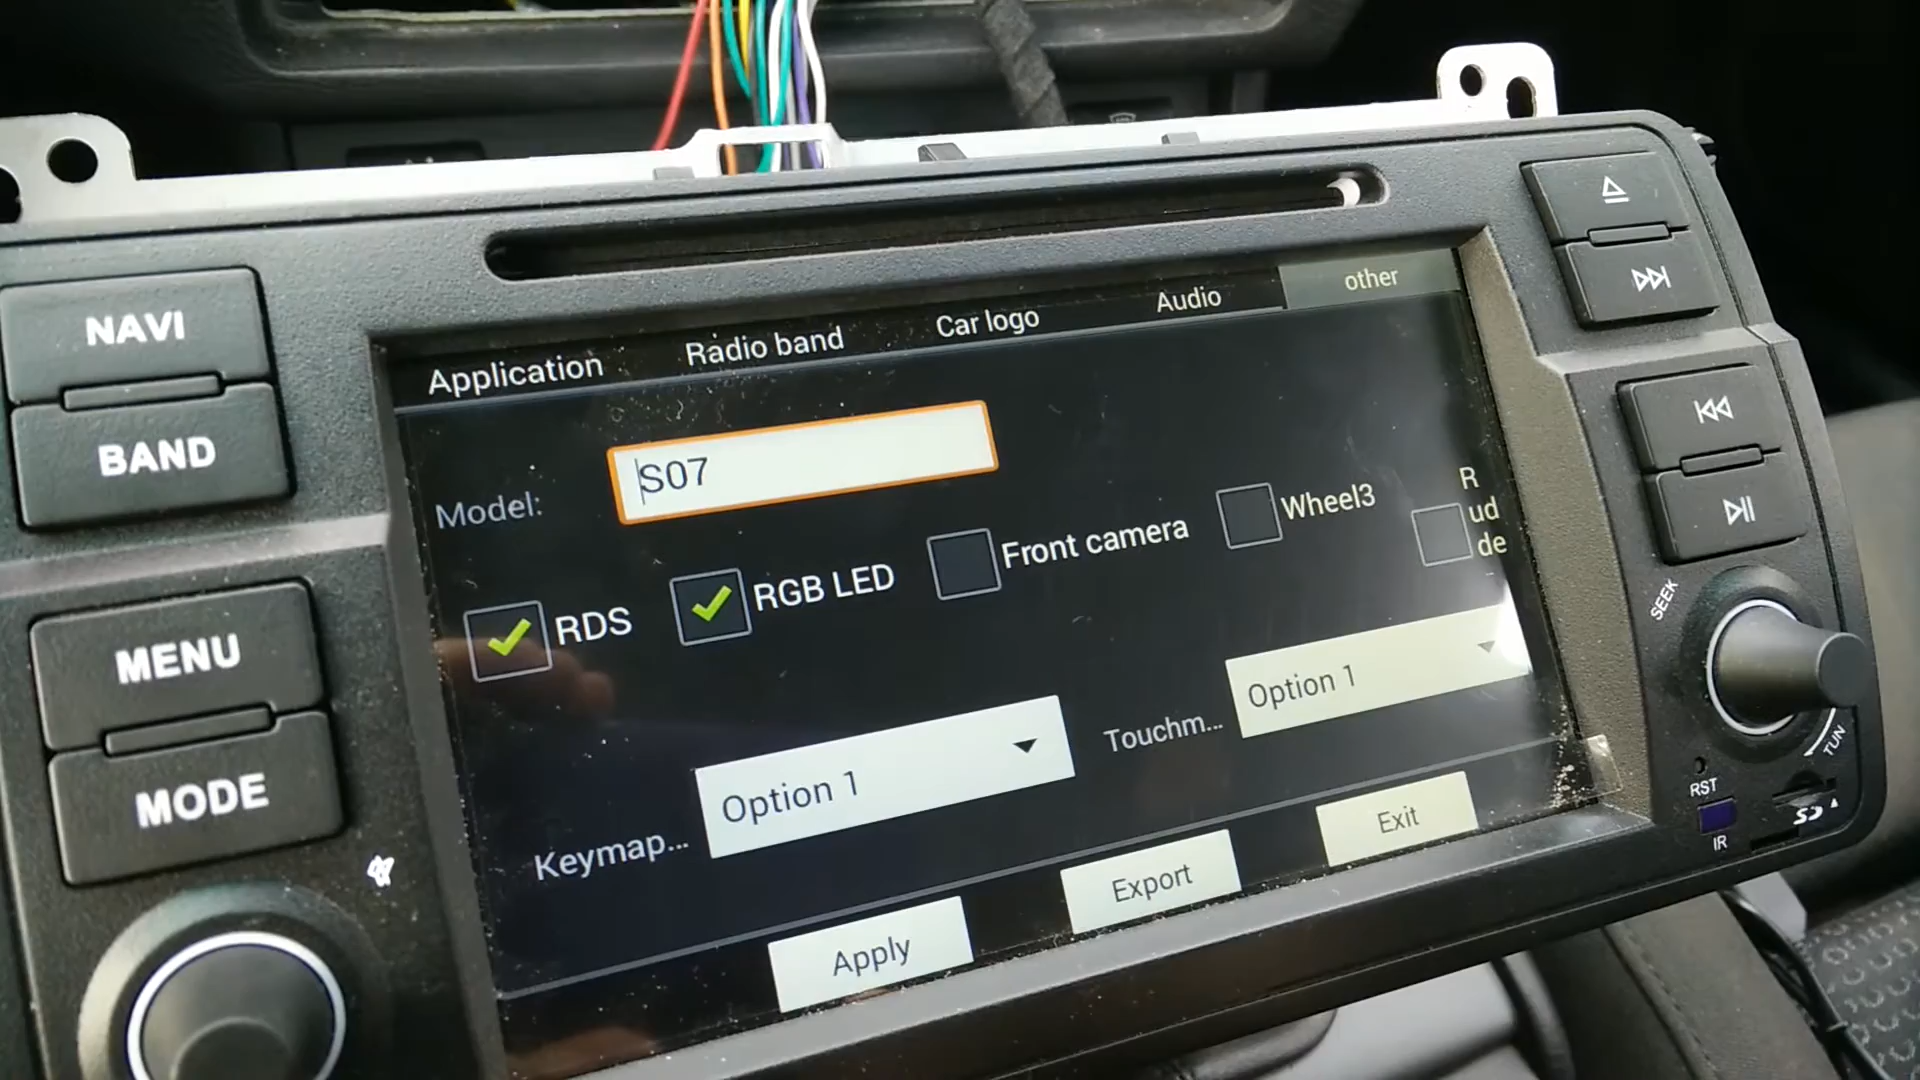 NAVI
BAND
MENU
MODE
Application
Radio band
Car logo
Audio
other
Model:
S07
RDS
RGB LED
Front camera
Wheel3
R
ud
de
Keymap...
Option 1
Touchm...
Option 1
Apply
Export
Exit
SEEK
TUN
RST
IR
SD